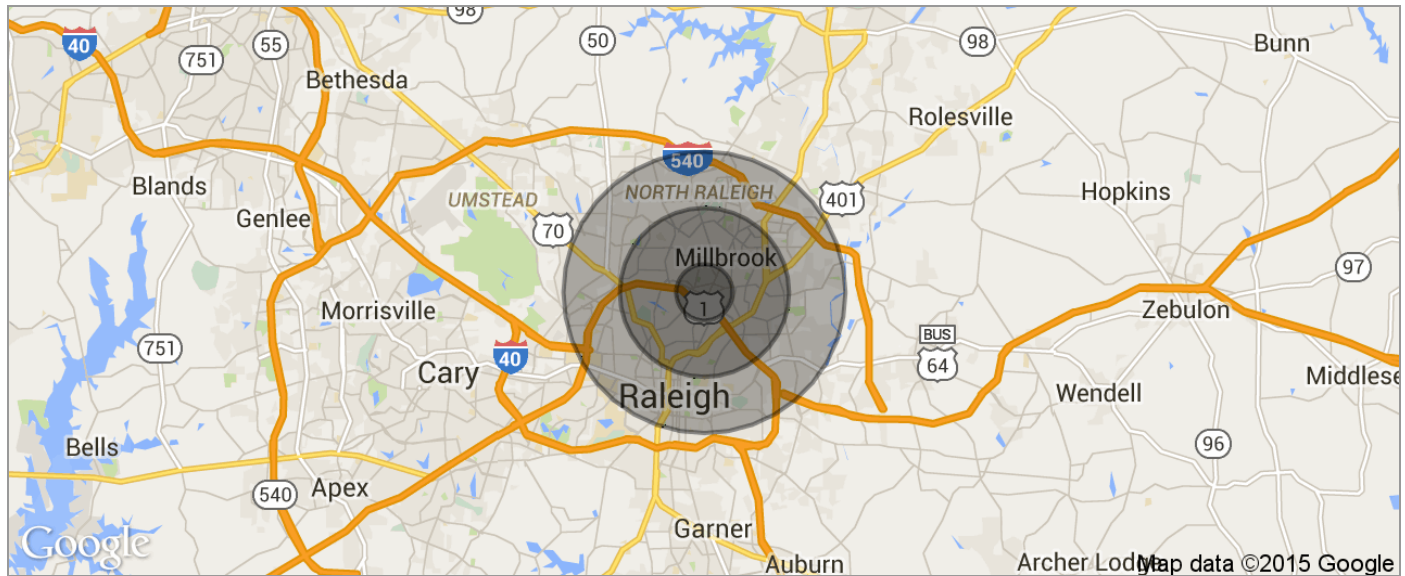 98
40
751
55
50
98
Bunn
Bethesda
Rolesville
540
Blands
UMSTEAD
NORTH RALEIGH
401
Hopkins
Genlee
70
Millbrook
97
Morrisville
1
Zebulon
751
40
BUS
64
Cary
Raleigh
Wendell
Middlese
Bells
96
540
Apex
Garner
Google
Auburn
Archer Lodge
Map data ©2015 Google